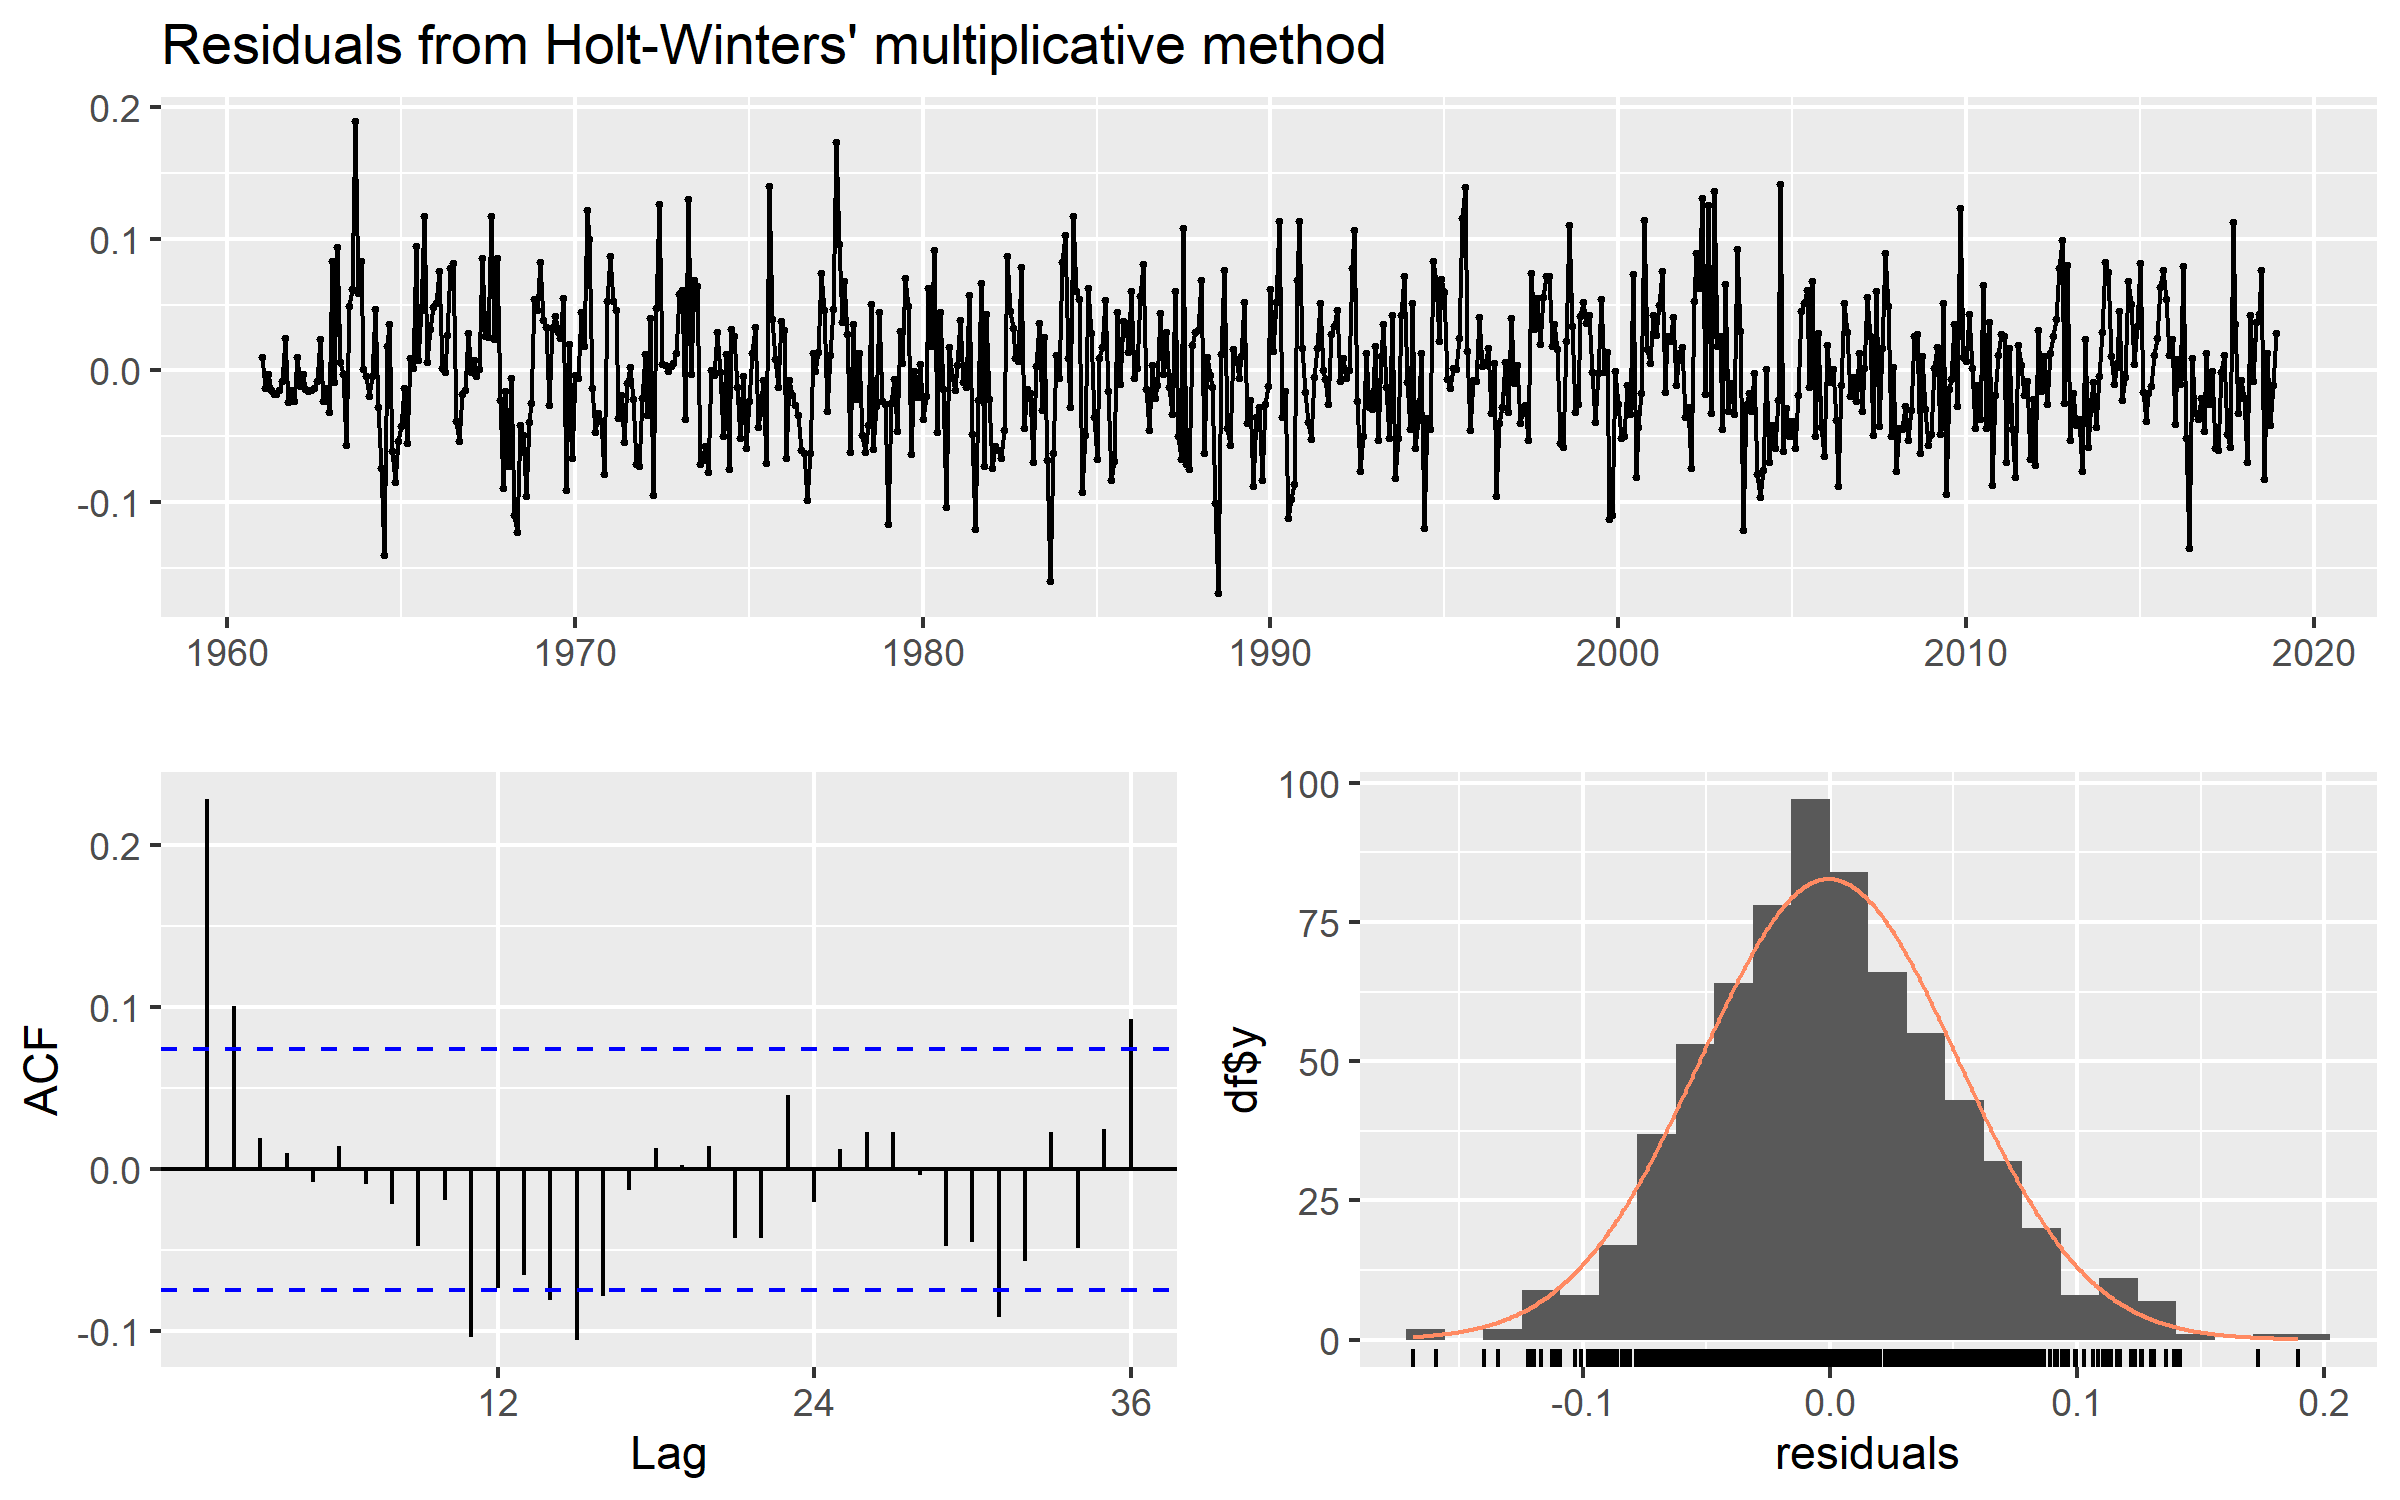 Residuals from Holt-Winters' multiplicative method
0.2
0.1
0.0
-0.1
1960 1970 1980 1990 2000 2010 2020
ACF
0.2
0.1
0.0
-0.1
12 24 36
Lag
df$y
100
75
50
25
0
-0.1 0.0 0.1 0.2
residuals